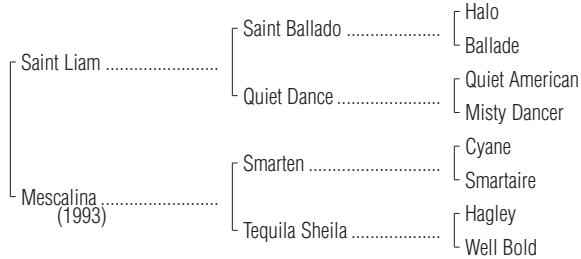 Halo
Saint Ballado ....................
Ballade
Saint Liam ........................
Quiet American
Quiet Dance ......................
Misty Dancer
Cyane
Smarten ............................
Smartaire
Mescalina .........................
(1993)
Hagley
Tequila Sheila ...................
Well Bold